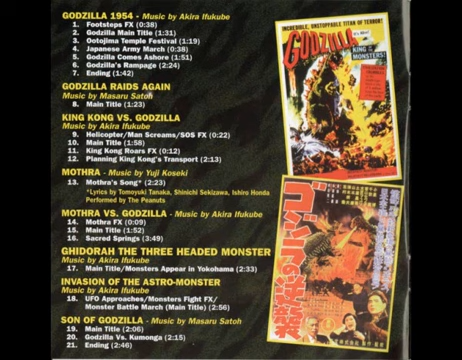 GODZILLA 1954 - Music by Akira Ifukube
1. Footsteps FX (0:38)
2. Godzilla Main Title (1:31)
3. Ootojima Temple Festival (1:19)
4. Japanese Army March (0:38)
5. Godzilla Comes Ashore (1:51)
6. Godzilla's Rampage (2:24)
7. Ending (1:42)
GODZILLA RAIDS AGAIN
Music by Masaru Satoh
8. Main Title (1:23)
KING KONG VS. GODZILLA
Music by Akira Ifukube
9. Helicopter/Man Screams/SOS FX (0:22)
10. Main Title (1:58)
11. King Kong Roars FX (0:12)
12. Planning King Kong's Transport (2:13)
MOTHRA - Music by Yuji Koseki
13. Mothra's Song* (2:23)
*Lyrics by Tomoyuki Tanaka, Shinichi Sekizawa, Ishiro Honda
Performed by The Peanuts
MOTHRA VS. GODZILLA - Music by Akira Ifukube
14. Mothra FX (0:09)
15. Main Title (1:52)
16. Sacred Springs (3:49)
GHIDORAH THE THREE HEADED MONSTER
Music by Akira Ifukube
17. Main Title/Monsters Appear in Yokohama (2:33)
INVASION OF THE ASTRO-MONSTER
Music by Akira Ifukube
18. UFO Approaches/Monsters Fight FX/
Monster Battle March (Main Title) (2:56)
SON OF GODZILLA - Music by Masaru Satoh
19. Main Title (2:06)
20. Godzilla Vs. Kumonga (2:15)
21. Ending (2:46)
INCREDIBLE, UNSTOPPABLE TITAN OF TERROR!
GODZILLA
KING OF THE
MONSTERS!
ゴジラの逆襲